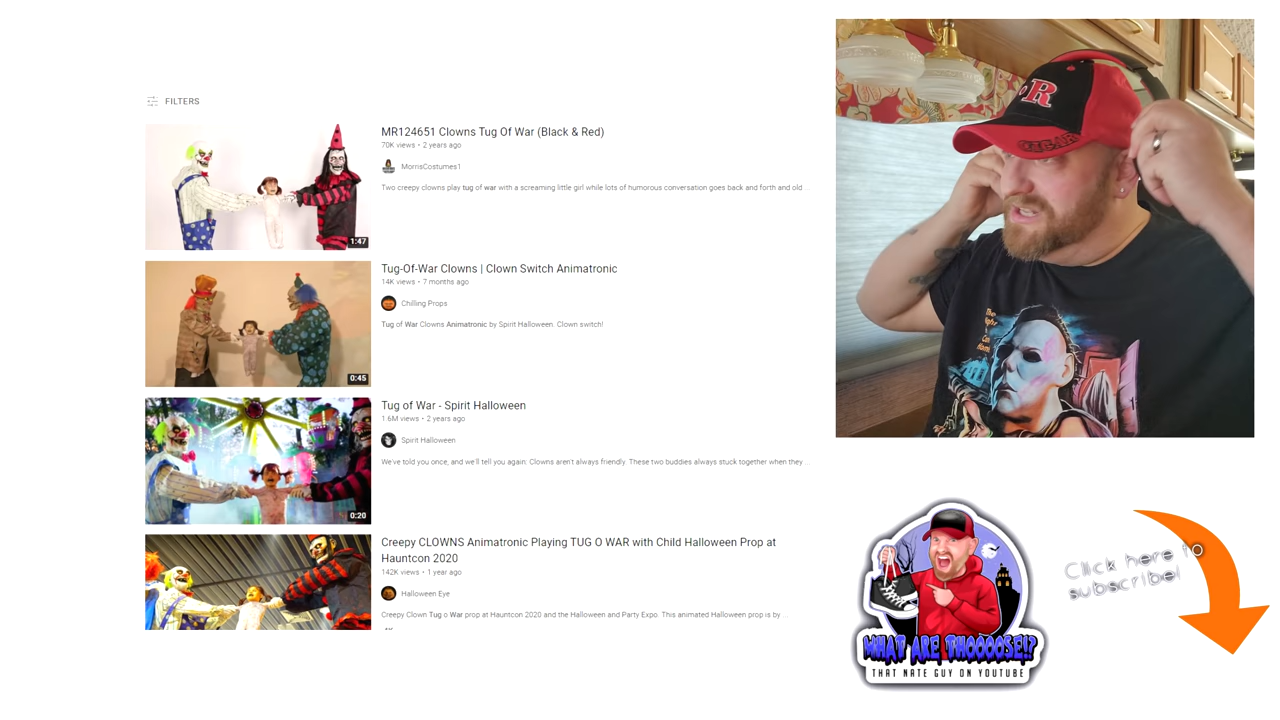 FILTERS
MR124651 Clowns Tug Of War (Black & Red)
70K views • 2 years ago
MorrisCostumes1
Two creepy clowns play tug of war with a screaming little girl while lots of humorous conversation goes back and forth and old ...
1:47
Tug-Of-War Clowns | Clown Switch Animatronic
14K views • 7 months ago
Chilling Props
Tug of War Clowns Animatronic by Spirit Halloween. Clown switch!
0:45
Tug of War - Spirit Halloween
1.6M views • 2 years ago
Spirit Halloween
We've told you once, and we'll tell you again: Clowns aren't always friendly. These two buddies always stuck together when they ...
0:20
Creepy CLOWNS Animatronic Playing TUG O WAR with Child Halloween Prop at
Hauntcon 2020
142K views • 1 year ago
Halloween Eye
Creepy Clown Tug o War prop at Hauntcon 2020 and the Halloween and Party Expo. This animated Halloween prop is by ...
R
The
Night
Home
WHAT ARE THOOOOSE!?
THAT NATE GUY ON YOUTUBE
Click here to
subscribe!